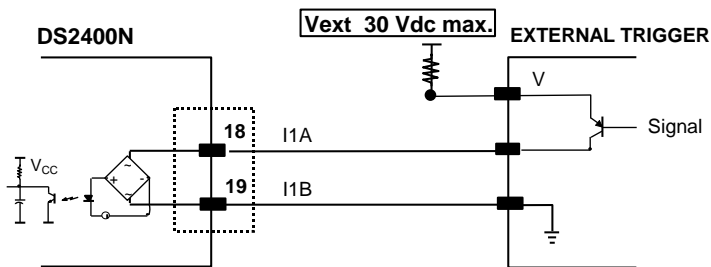 Vext 30 Vdc max.
DS2400N
EXTERNAL TRIGGER
V
18
I1A
Signal
VCC
+
~
-
~
19
I1B